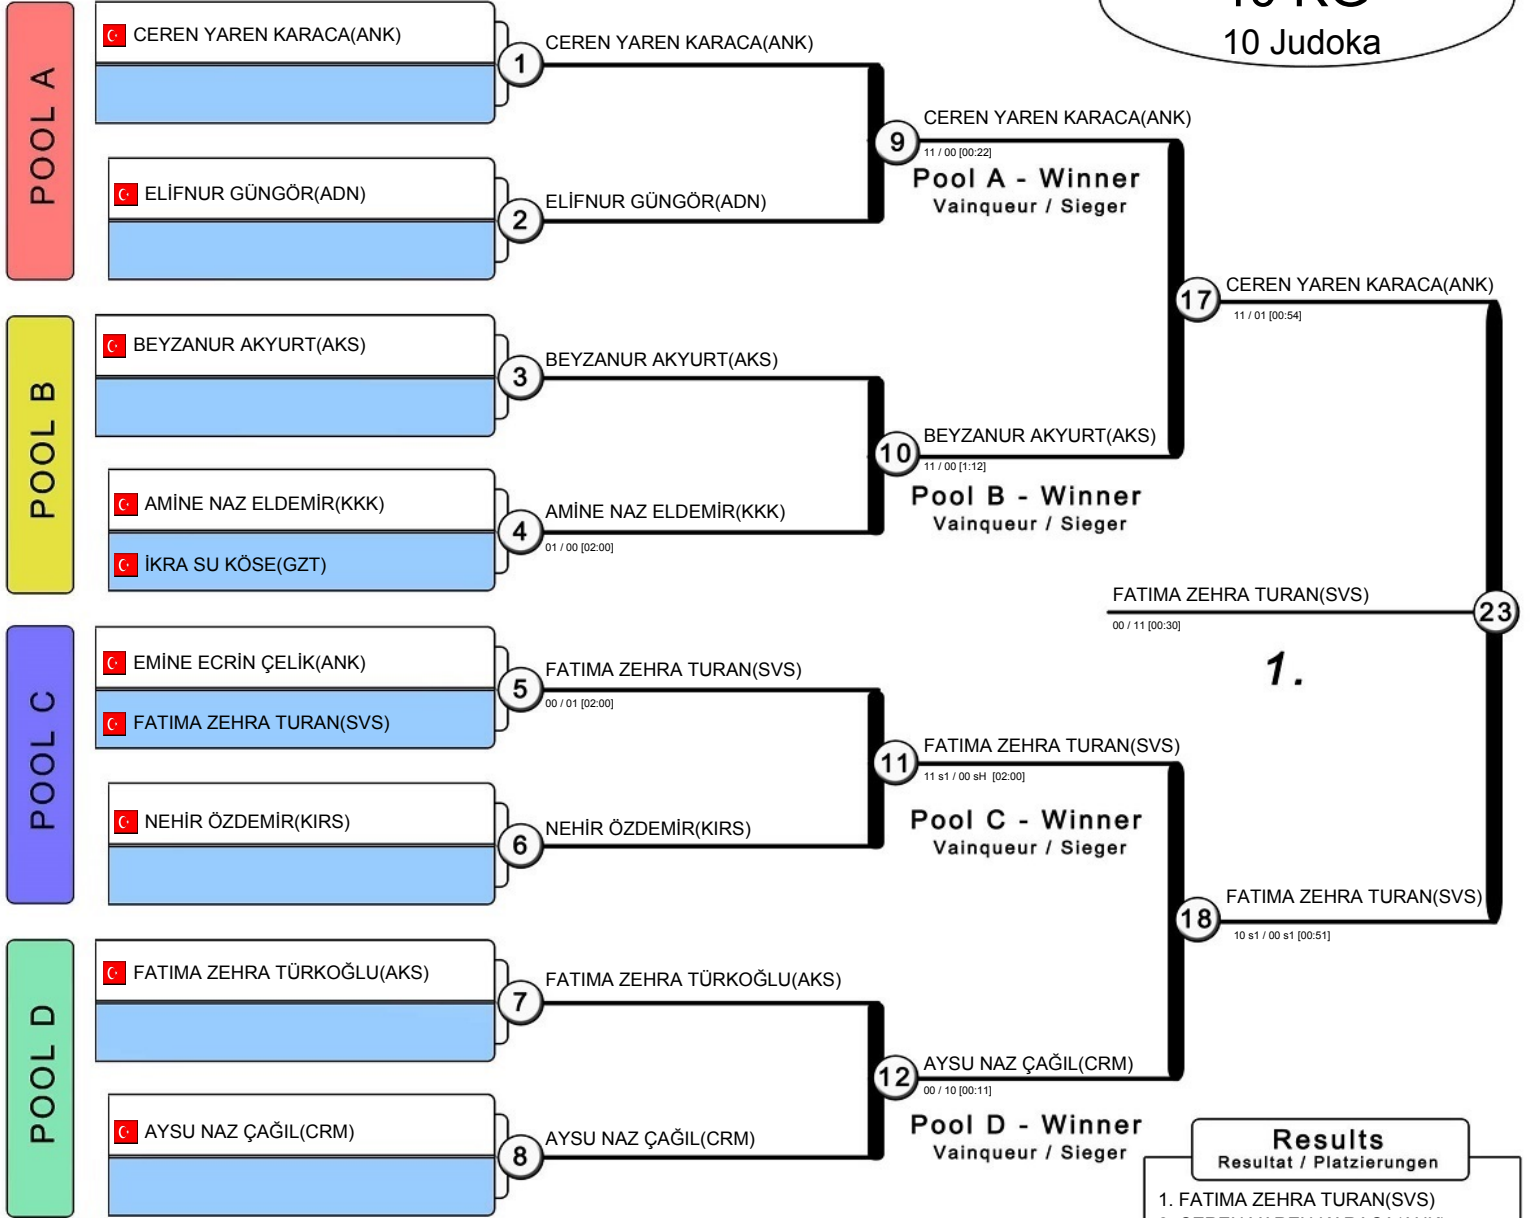 10 Judoka
POOL A
CEREN YAREN KARACA(ANK)
1
CEREN YAREN KARACA(ANK)
ELİFNUR GÜNGÖR(ADN)
2
ELİFNUR GÜNGÖR(ADN)
9
CEREN YAREN KARACA(ANK)
11 / 00 [00:22]
Pool A - Winner
Vainqueur / Sieger
POOL B
BEYZANUR AKYURT(AKS)
3
BEYZANUR AKYURT(AKS)
AMİNE NAZ ELDEMİR(KKK)
İKRA SU KÖSE(GZT)
4
AMİNE NAZ ELDEMİR(KKK)
01 / 00 [02:00]
10
BEYZANUR AKYURT(AKS)
11 / 00 [1:12]
Pool B - Winner
Vainqueur / Sieger
17
CEREN YAREN KARACA(ANK)
11 / 01 [00:54]
POOL C
EMİNE ECRİN ÇELİK(ANK)
FATIMA ZEHRA TURAN(SVS)
5
FATIMA ZEHRA TURAN(SVS)
00 / 01 [02:00]
NEHİR ÖZDEMİR(KIRS)
6
NEHİR ÖZDEMİR(KIRS)
11
FATIMA ZEHRA TURAN(SVS)
11 s1 / 00 sH [02:00]
Pool C - Winner
Vainqueur / Sieger
POOL D
FATIMA ZEHRA TÜRKOĞLU(AKS)
7
FATIMA ZEHRA TÜRKOĞLU(AKS)
AYSU NAZ ÇAĞIL(CRM)
8
AYSU NAZ ÇAĞIL(CRM)
12
AYSU NAZ ÇAĞIL(CRM)
00 / 10 [00:11]
Pool D - Winner
Vainqueur / Sieger
18
FATIMA ZEHRA TURAN(SVS)
10 s1 / 00 s1 [00:51]
FATIMA ZEHRA TURAN(SVS)
23
00 / 11 [00:30]
1.
Results
Resultat / Platzierungen
1. FATIMA ZEHRA TURAN(SVS)